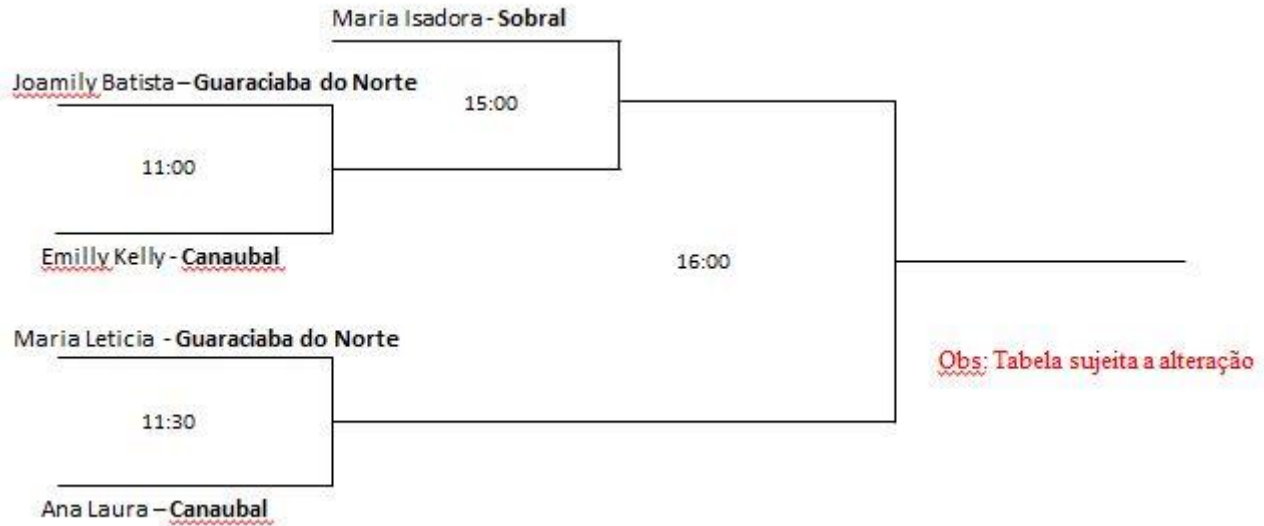 Maria Isadora - Sobral
Joamily Batista – Guaraciaba do Norte
15:00
11:00
Emilly Kelly - Canaubal
16:00
Maria Leticia - Guaraciaba do Norte
Obs: Tabela sujeita a alteração
11:30
Ana Laura – Canaubal